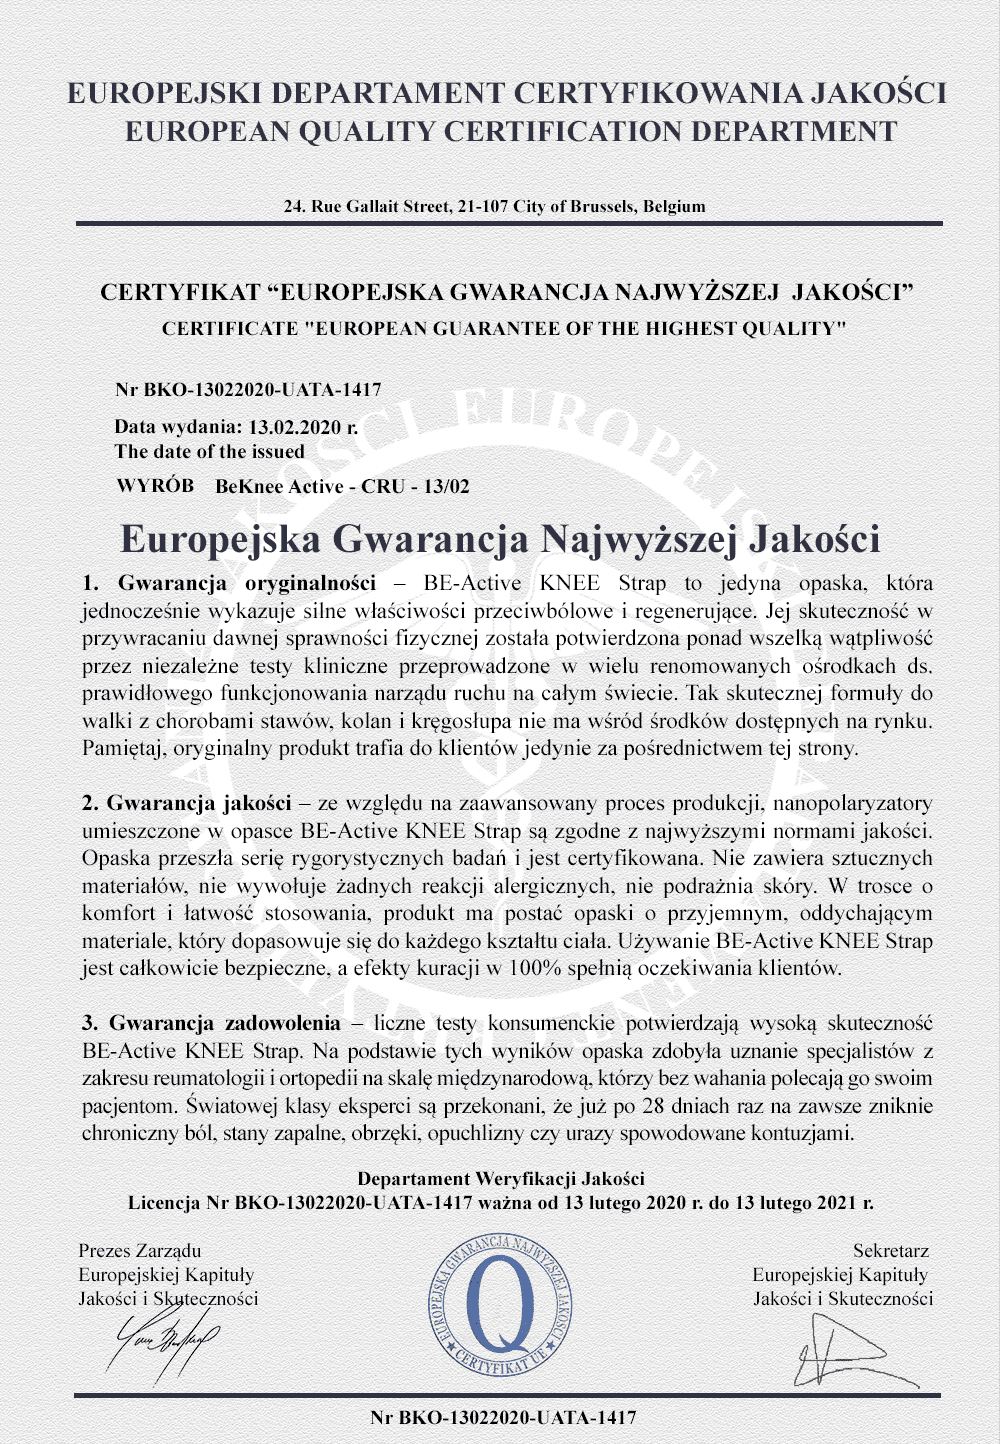 EUROPEJSKI DEPARTAMENT CERTYFIKOWANIA JAKOŚCI
EUROPEAN QUALITY CERTIFICATION DEPARTMENT
24. Rue Gallait Street, 21-107 City of Brussels, Belgium
CERTYFIKAT “EUROPEJSKA GWARANCJA NAJWYŻSZEJ JAKOŚCI”
CERTIFICATE "EUROPEAN GUARANTEE OF THE HIGHEST QUALITY"
Nr BKO-13022020-UATA-1417
Data wydania: 13.02.2020 r.
The date of the issued
WYRÓB BeKnee Active - CRU - 13/02
Europejska Gwarancja Najwyższej Jakości
1. Gwarancja oryginalności – BE-Active KNEE Strap to jedyna opaska, która
jednocześnie wykazuje silne właściwości przeciwbólowe i regenerujące. Jej skuteczność w
przywracaniu dawnej sprawności fizycznej została potwierdzona ponad wszelką wątpliwość
przez niezależne testy kliniczne przeprowadzone w wielu renomowanych ośrodkach ds.
prawidłowego funkcjonowania narządu ruchu na całym świecie. Tak skutecznej formuły do
walki z chorobami stawów, kolan i kręgosłupa nie ma wśród środków dostępnych na rynku.
Pamiętaj, oryginalny produkt trafia do klientów jedynie za pośrednictwem tej strony.
2. Gwarancja jakości – ze względu na zaawansowany proces produkcji, nanopolaryzatory
umieszczone w opasce BE-Active KNEE Strap są zgodne z najwyższymi normami jakości.
Opaska przeszła serię rygorystycznych badań i jest certyfikowana. Nie zawiera sztucznych
materiałów, nie wywołuje żadnych reakcji alergicznych, nie podrażnia skóry. W trosce o
komfort i łatwość stosowania, produkt ma postać opaski o przyjemnym, oddychającym
materiale, który dopasowuje się do każdego kształtu ciała. Używanie BE-Active KNEE Strap
jest całkowicie bezpieczne, a efekty kuracji w 100% spełnią oczekiwania klientów.
3. Gwarancja zadowolenia – liczne testy konsumenckie potwierdzają wysoką skuteczność
BE-Active KNEE Strap. Na podstawie tych wyników opaska zdobyła uznanie specjalistów z
zakresu reumatologii i ortopedii na skalę międzynarodową, którzy bez wahania polecają go swoim
pacjentom. Światowej klasy eksperci są przekonani, że już po 28 dniach raz na zawsze zniknie
chroniczny ból, stany zapalne, obrzęki, opuchlizny czy urazy spowodowane kontuzjami.
Departament Weryfikacji Jakości
Licencja Nr BKO-13022020-UATA-1417 ważna od 13 lutego 2020 r. do 13 lutego 2021 r.
Prezes Zarządu
Europejskiej Kapituły
Jakości i Skuteczności
EUROPEJSKA GWARANCJA NAJWYŻSZEJ JAKOŚCI
Q
★ CERTYFIKAT UE ★
Sekretarz
Europejskiej Kapituły
Jakości i Skuteczności
Nr BKO-13022020-UATA-1417